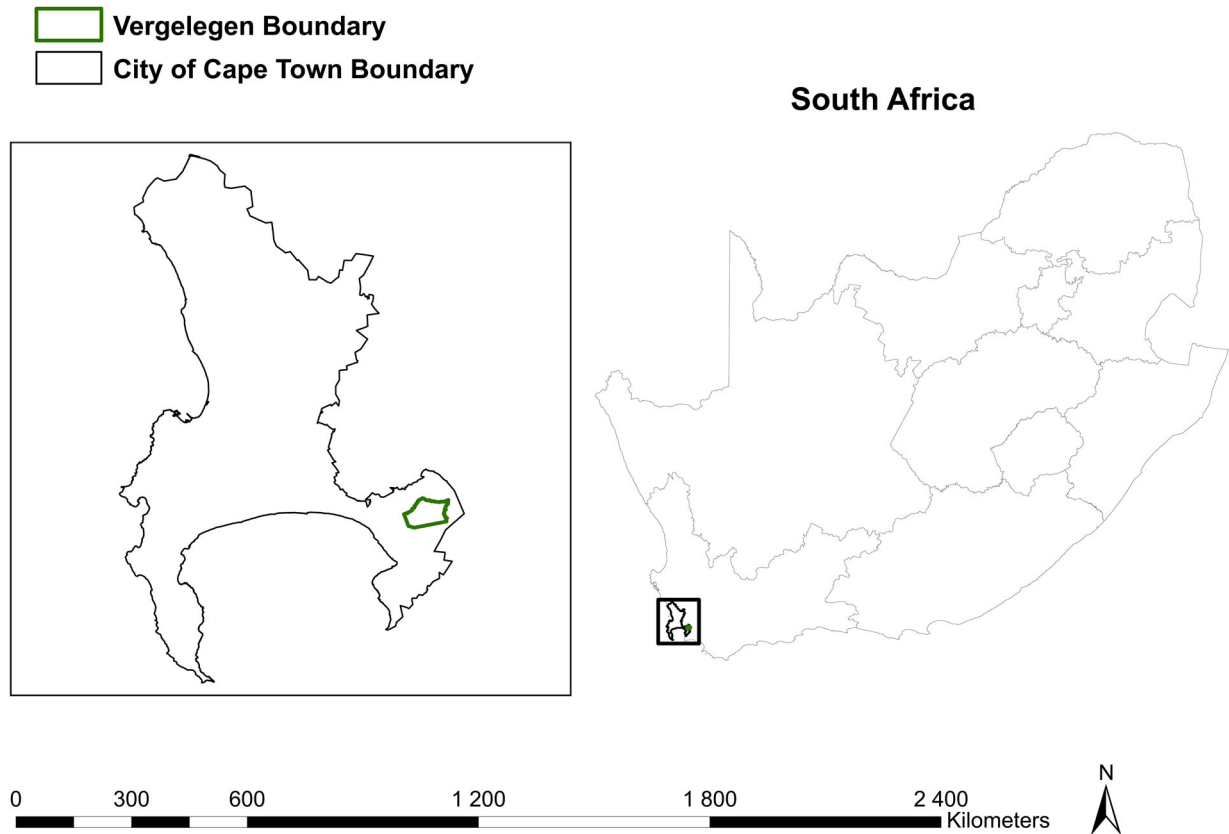 Vergelegen Boundary
City of Cape Town Boundary
South Africa
N
0 300 600 1 200 1 800 2 400
Kilometers